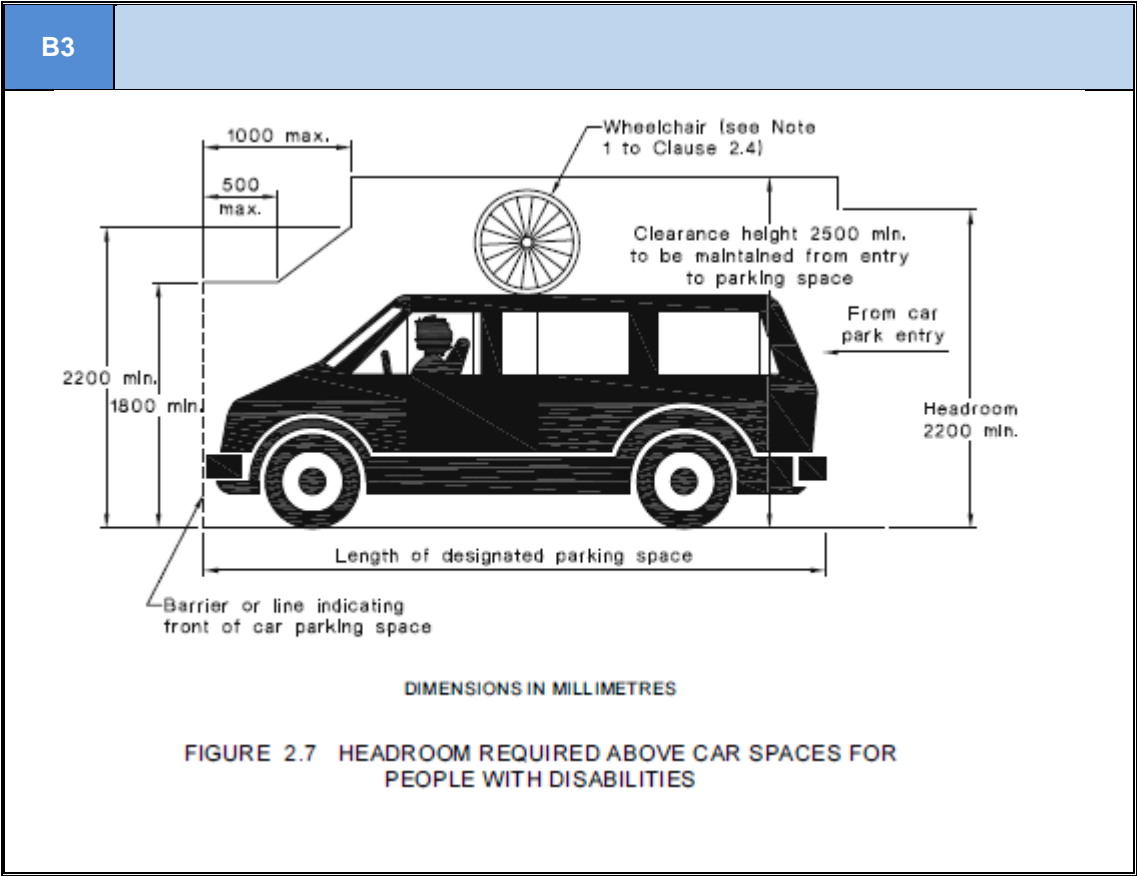 B3
1000 max.
500
max.
Wheelchair (see Note
1 to Clause 2.4)
Clearance height 2500 min.
to be maintained from entry
to parking space
From car
park entry
2200 min.
1800 min.
Headroom
2200 min.
Length of designated parking space
Barrier or line indicating
front of car parking space
DIMENSIONS IN MILLIMETRES
FIGURE 2.7 HEADROOM REQUIRED ABOVE CAR SPACES FOR
PEOPLE WITH DISABILITIES